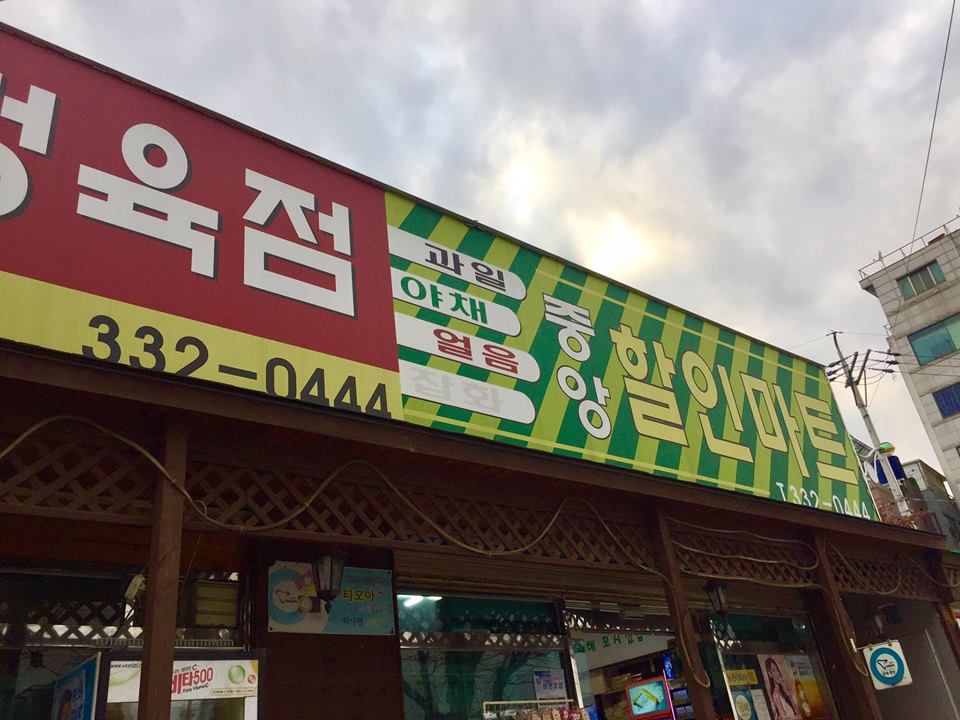 정육점
332-0444
과일
야채
얼음
잡화
중앙
할인마트
T.332-0444
티모아"
비타500